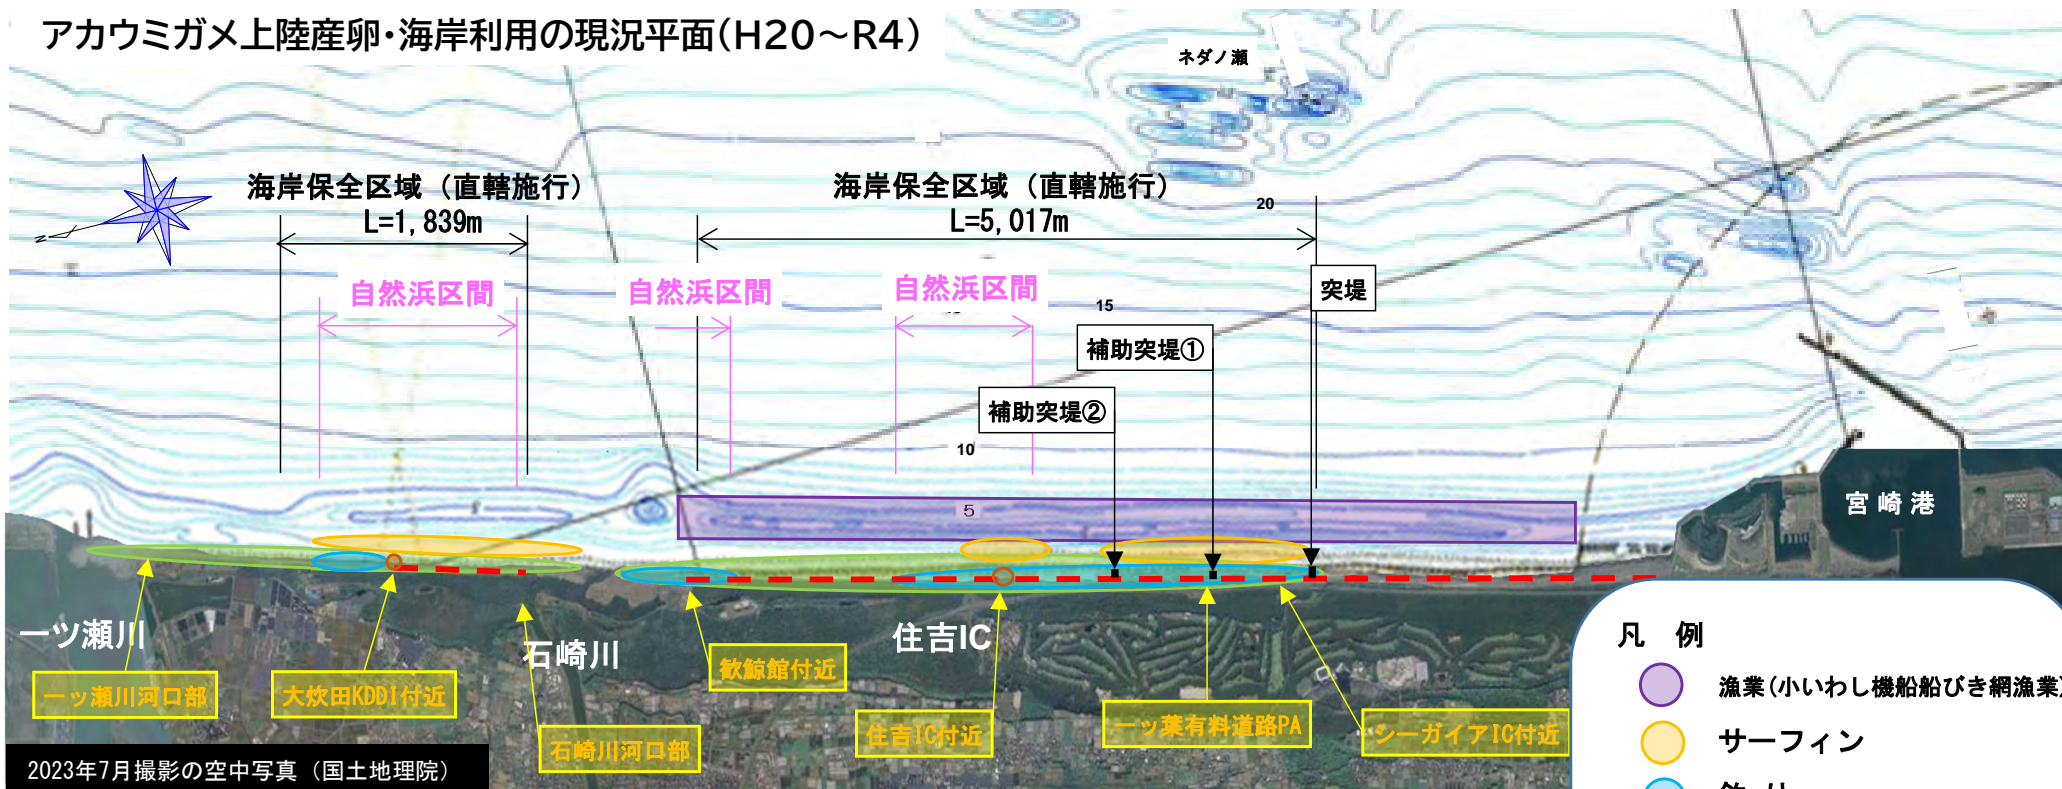 アカウミガメ上陸産卵・海岸利用の現況平面(H20～R4)
ネダノ瀬
海岸保全区域（直轄施行）
L=1,839m
海岸保全区域（直轄施行）
L=5,017m
20
N
自然浜区間
自然浜区間
自然浜区間
突堤
15
補助突堤①
補助突堤②
10
5
宮崎港
一ツ瀬川
石崎川
住吉IC
一ッ瀬川河口部
大炊田KDDI付近
石崎川河口部
歓鯨館付近
住吉IC付近
一ッ葉有料道路PA
シーガイアIC付近
凡 例
漁業(小いわし機船船びき網漁業)
サーフィン
2023年7月撮影の空中写真（国土地理院）